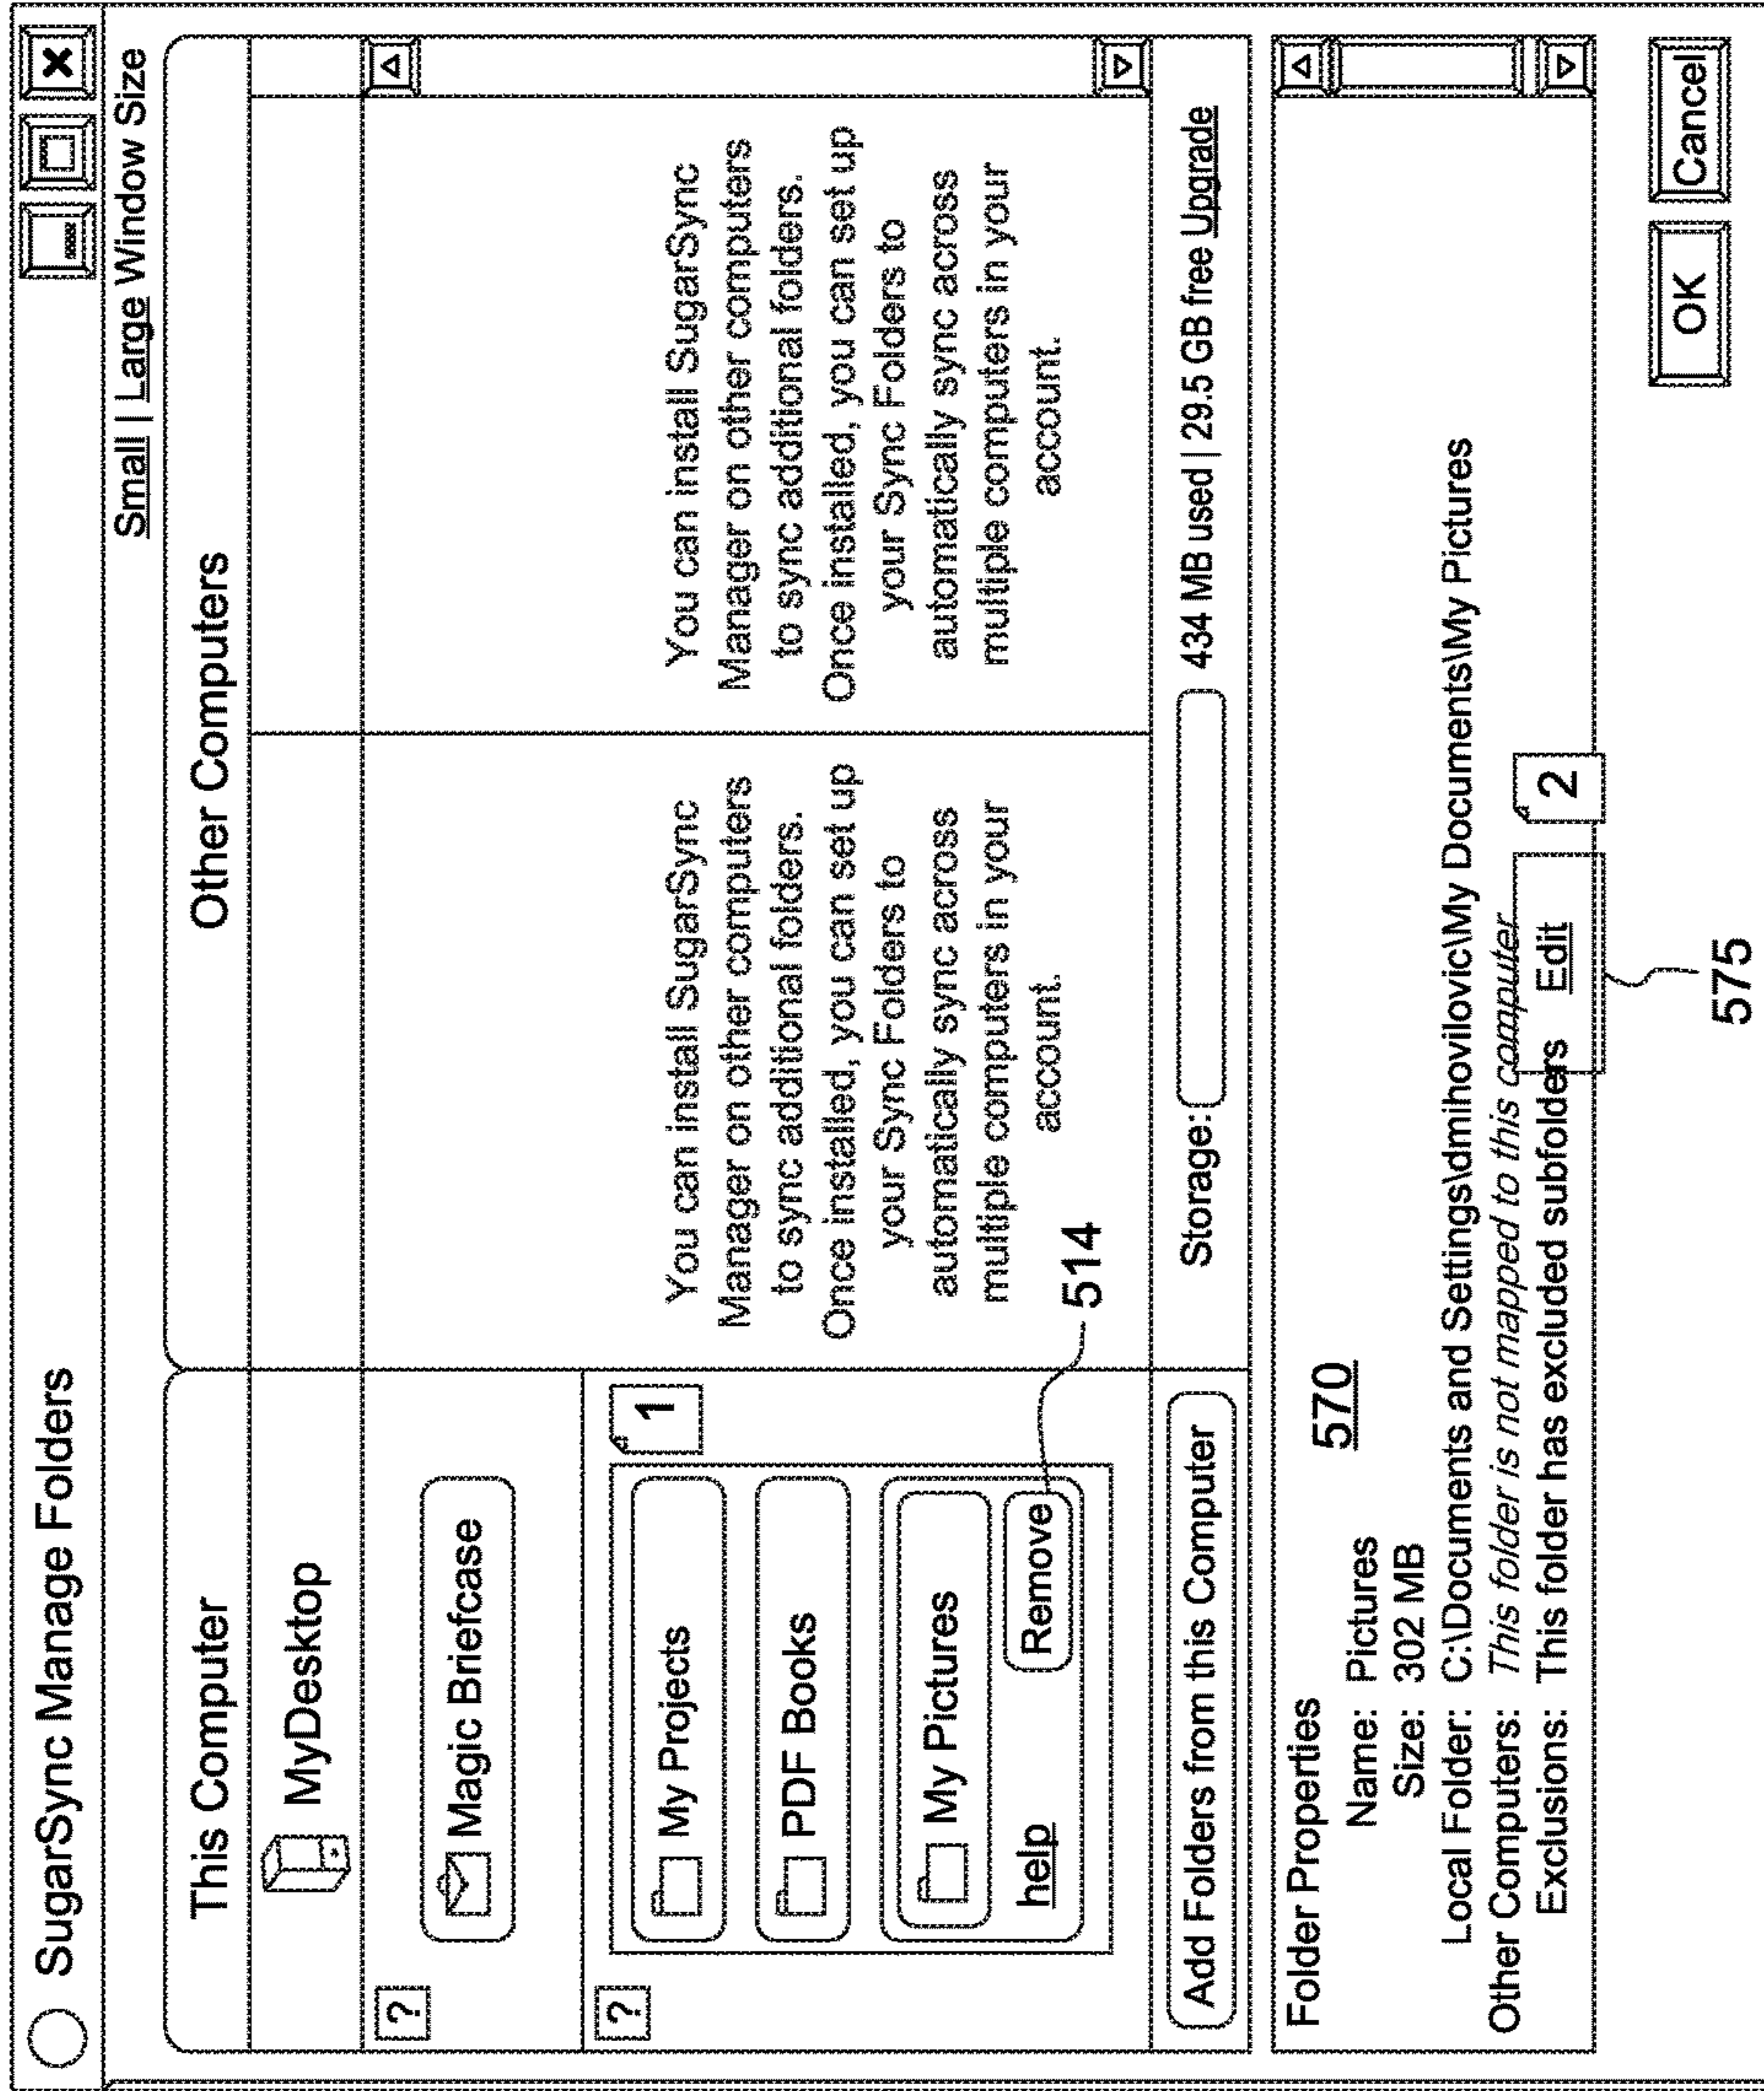 SugarSync Manage Folders
Small | Large Window Size
This Computer
Other Computers
MyDesktop
?
Magic Briefcase
?
1
My Projects
PDF Books
My Pictures
help
Remove
514
You can install SugarSync
Manager on other computers
to sync additional folders.
Once installed, you can set up
your Sync Folders to
automatically sync across
multiple computers in your
account.
You can install SugarSync
Manager on other computers
to sync additional folders.
Once installed, you can set up
your Sync Folders to
automatically sync across
multiple computers in your
account.
Add Folders from this Computer
Storage: 434 MB used | 29.5 GB free Upgrade
Folder Properties
570
Name: Pictures
Size: 302 MB
Local Folder: C:\Documents and Settings\dmihovilovic\My Documents\My Pictures
Other Computers: This folder is not mapped to this computer
Exclusions: This folder has excluded subfolders Edit
2
575
OK
Cancel